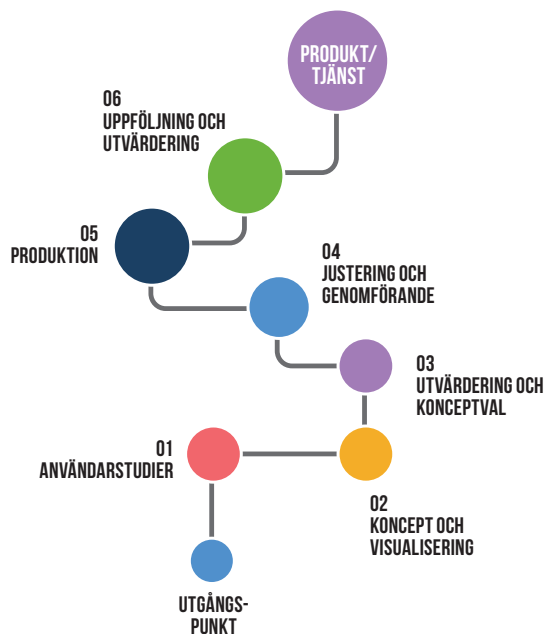 PRODUKT/
TJÄNST
06
UPPFÖLJNING OCH
UTVÄRDERING
05
PRODUKTION
04
JUSTERING OCH
GENOMFÖRANDE
03
UTVÄRDERING OCH
KONCEPTVAL
01
ANVÄNDARSTUDIER
02
KONCEPT OCH
VISUALISERING
UTGÅNGS-
PUNKT